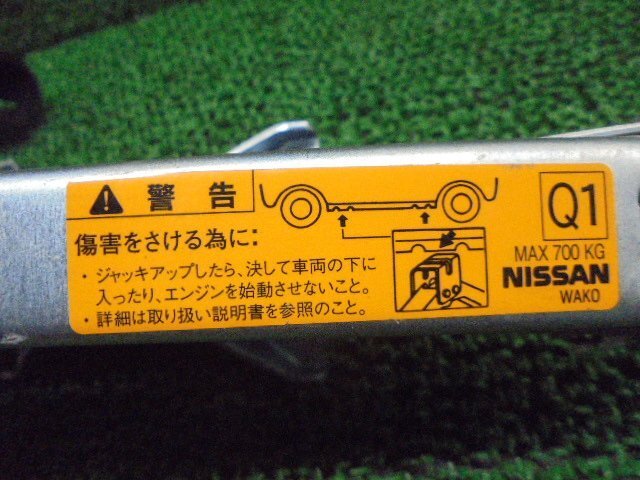 警告
傷害をさける為に:
・ジャッキアップしたら、決して車両の下に
入ったり、エンジンを始動させないこと。
・詳細は取り扱い説明書を参照のこと。
Q1
MAX 700 KG
NISSAN
WAKO